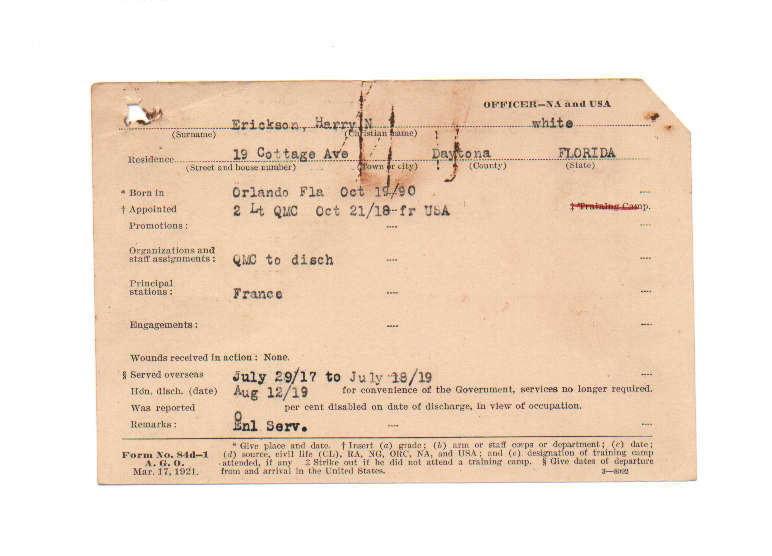 OFFICER—NA and USA
Erickson, Harry N white
(Surname) (Christian name)
Residence 19 Cottage Ave Daytona FLORIDA
(Street and house number) (Town or city) (County) (State)
* Born in Orlando Fla Oct 19/90
† Appointed 2 Lt QMC Oct 21/18 fr USA ‡ Training Camp.
Promotions:
Organizations and
staff assignments: QMC to disch
Principal
stations: France
Engagements:
Wounds received in action: None.
§ Served overseas July 29/17 to July 18/19
Hon. disch. (date) Aug 12/19 for convenience of the Government, services no longer required.
Was reported 0 per cent disabled on date of discharge, in view of occupation.
Remarks: Enl Serv.
Form No. 84d—1
A. G. O.
Mar. 17, 1921.
* Give place and date. † Insert (a) grade; (b) arm or staff corps or department; (c) date;
(d) source, civil life (CL), RA, NG, ORC, NA, and USA; and (e) designation of training camp
attended, if any ‡ Strike out if he did not attend a training camp. § Give dates of departure
from and arrival in the United States. 3—8002